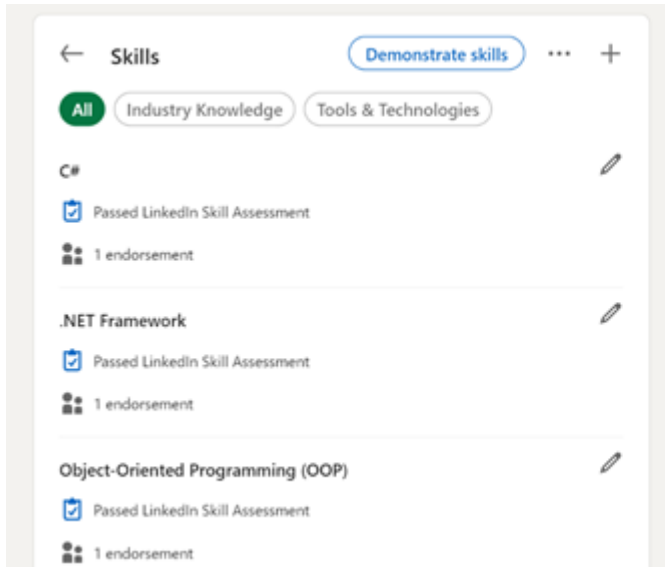 Skills
Demonstrate skills
All
Industry Knowledge
Tools & Technologies
C#
Passed LinkedIn Skill Assessment
1 endorsement
.NET Framework
Passed LinkedIn Skill Assessment
1 endorsement
Object-Oriented Programming (OOP)
Passed LinkedIn Skill Assessment
1 endorsement